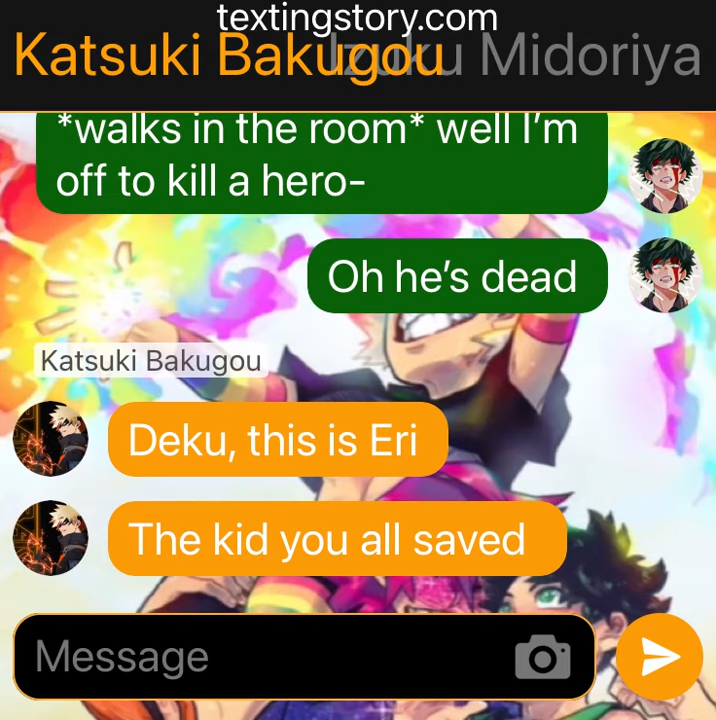 textingstory.com
Katsuki Bakugou Izuku Midoriya
*walks in the room* well I'm
off to kill a hero-
Oh he's dead
Katsuki Bakugou
Deku, this is Eri
The kid you all saved
Message